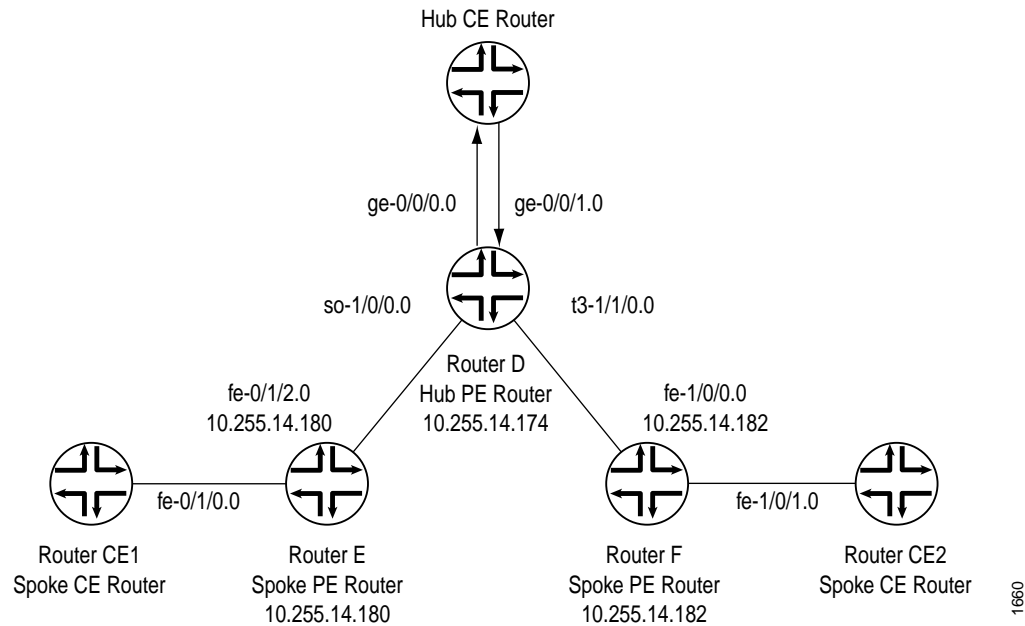 Hub CE Router
ge-0/0/0.0
ge-0/0/1.0
so-1/0/0.0
t3-1/1/0.0
Router D
Hub PE Router
10.255.14.174
fe-0/1/2.0
10.255.14.180
fe-1/0/0.0
10.255.14.182
fe-0/1/0.0
fe-1/0/1.0
Router CE1
Spoke CE Router
Router E
Spoke PE Router
10.255.14.180
Router F
Spoke PE Router
10.255.14.182
Router CE2
Spoke CE Router
1660